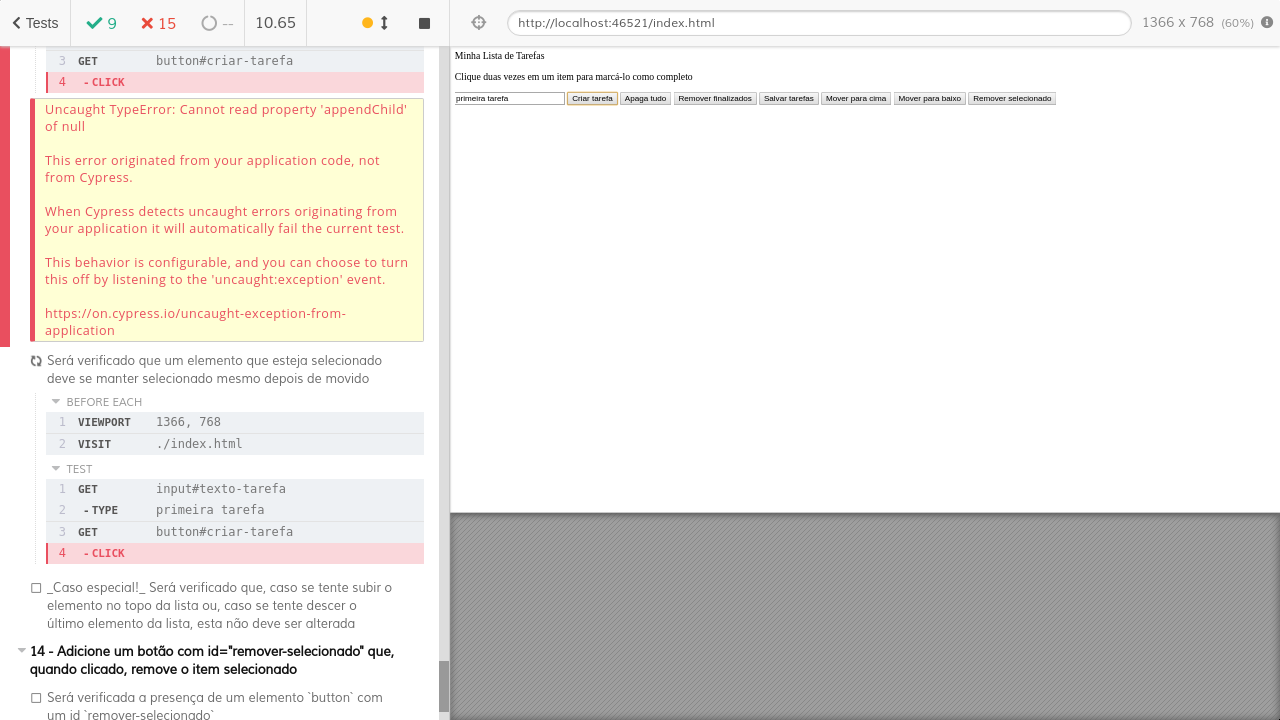 Tests 9 15 -- 10.65 http://localhost:46521/index.html 1366 x 768 (60%)
3 GET button#criar-tarefa
4 - CLICK
Uncaught TypeError: Cannot read property 'appendChild'
of null
This error originated from your application code, not
from Cypress.
When Cypress detects uncaught errors originating from
your application it will automatically fail the current test.
This behavior is configurable, and you can choose to turn
this off by listening to the 'uncaught:exception' event.
https://on.cypress.io/uncaught-exception-from-
application
Será verificado que um elemento que esteja selecionado
deve se manter selecionado mesmo depois de movido
BEFORE EACH
1 VIEWPORT 1366, 768
2 VISIT ./index.html
TEST
1 GET input#texto-tarefa
2 - TYPE primeira tarefa
3 GET button#criar-tarefa
4 - CLICK
_Caso especial!_ Será verificado que, caso se tente subir o
elemento no topo da lista ou, caso se tente descer o
último elemento da lista, esta não deve ser alterada
14 - Adicione um botão com id="remover-selecionado" que,
quando clicado, remove o item selecionado
Será verificada a presença de um elemento `button` com
um id `remover-selecionado`
Minha Lista de Tarefas
Clique duas vezes em um item para marcá-lo como completo
primeira tarefa Criar tarefa Apaga tudo Remover finalizados Salvar tarefas Mover para cima Mover para baixo Remover selecionado